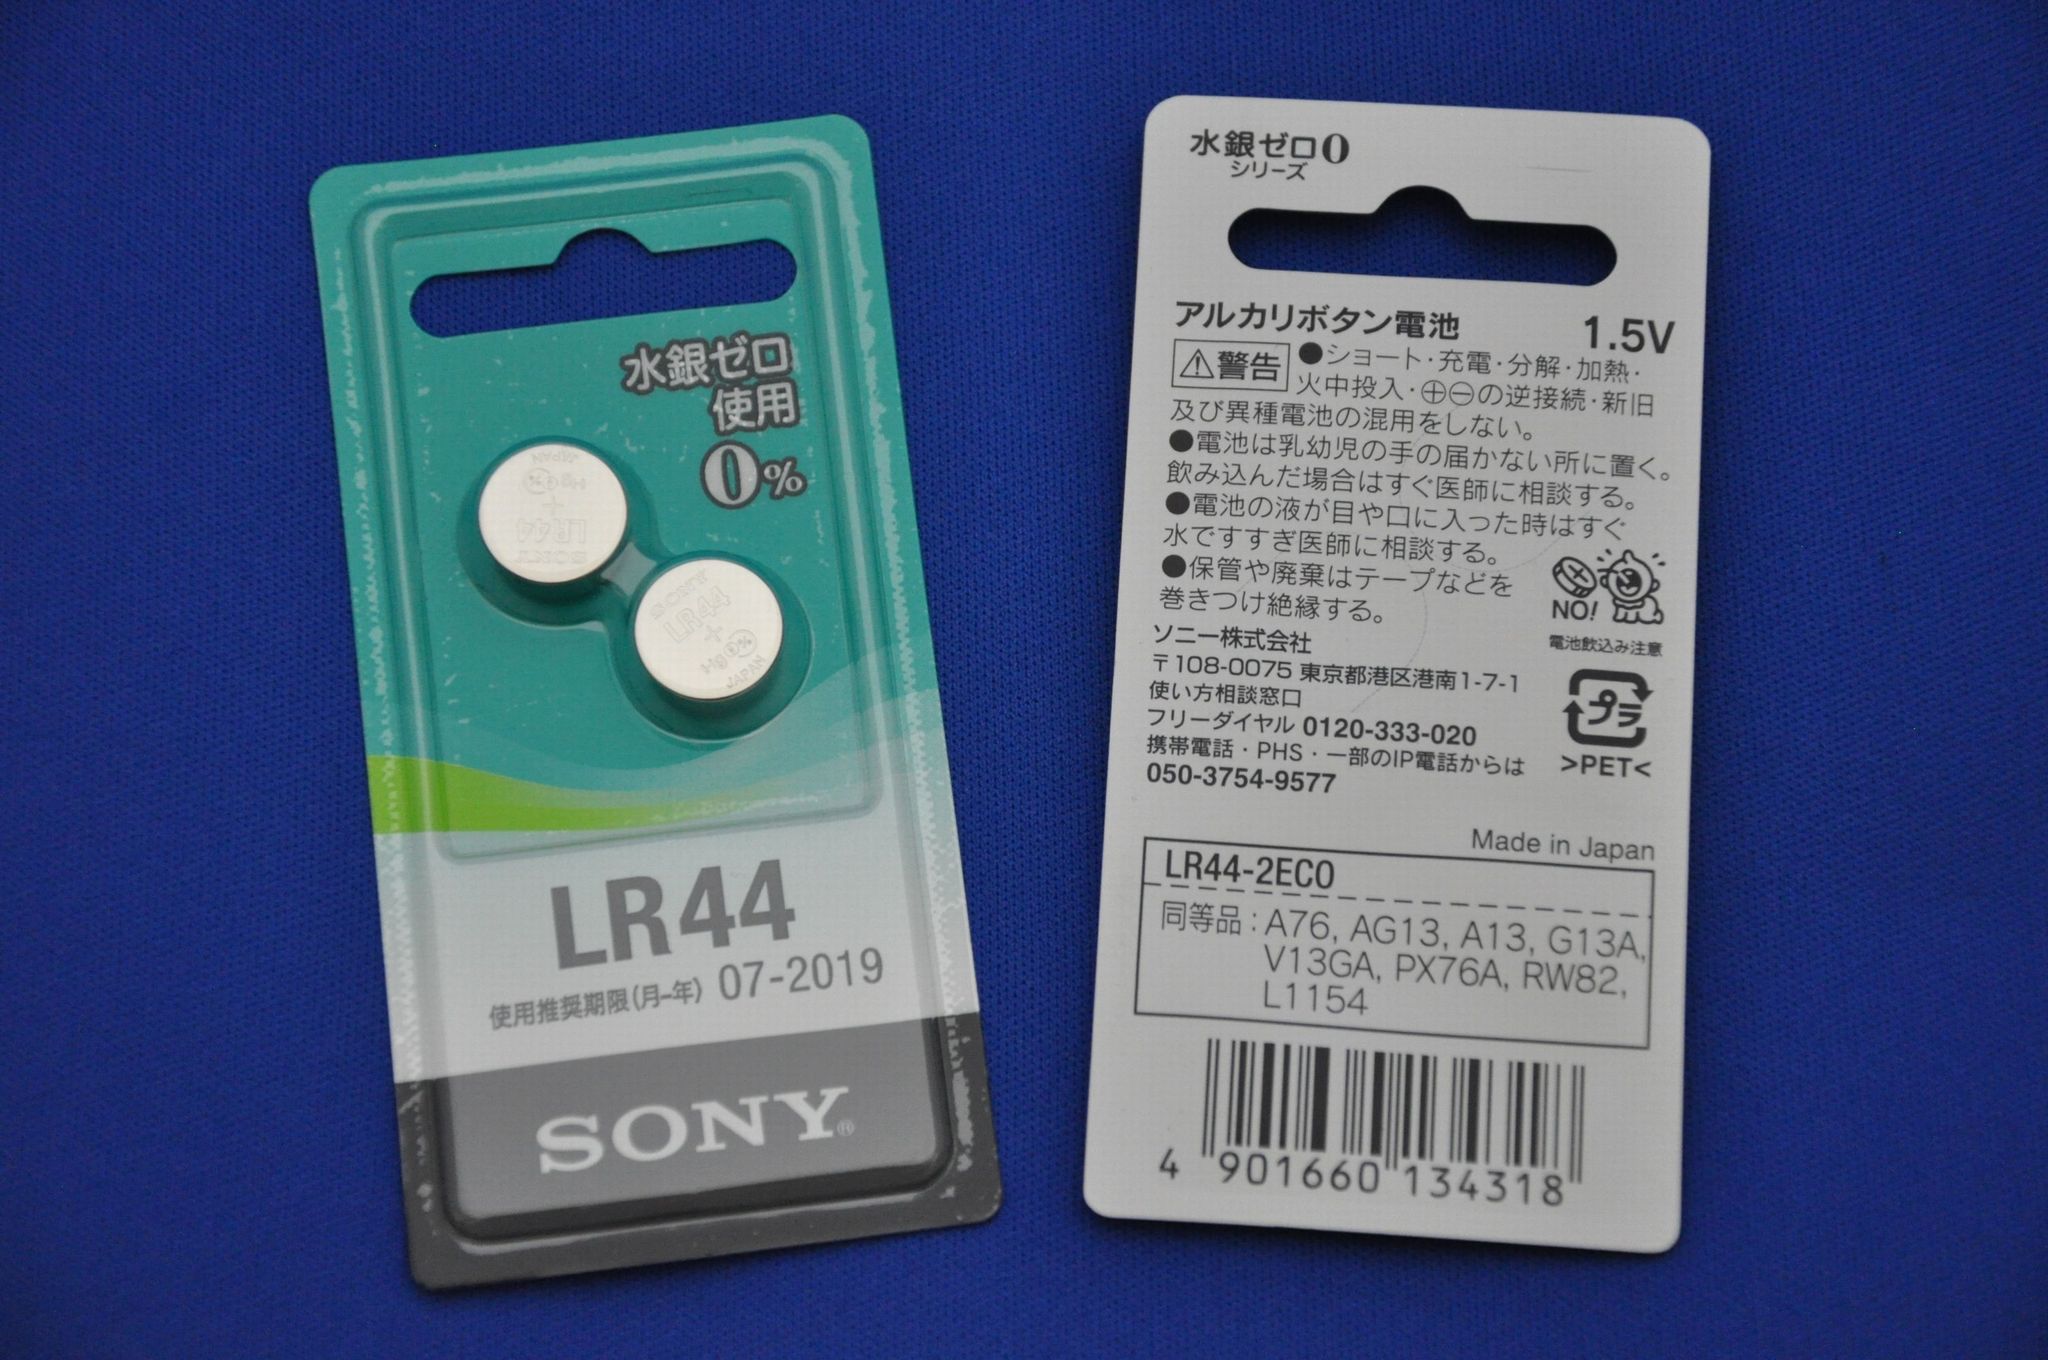 水銀ゼロ
使用
0%
JAPAN
Hg 0%
+
LR44
SONY
SONY
LR44
+
Hg 0%
JAPAN
LR44
使用推奨期限(月-年) 07-2019
SONY®
水銀ゼロ0
シリーズ
アルカリボタン電池 1.5V
⚠警告 ●ショート・充電・分解・加熱・
火中投入・⊕⊖の逆接続・新旧
及び異種電池の混用をしない。
●電池は乳幼児の手の届かない所に置く。
飲み込んだ場合はすぐ医師に相談する。
●電池の液が目や口に入った時はすぐ
水ですすぎ医師に相談する。
●保管や廃棄はテープなどを
巻きつけ絶縁する。
NO!
電池飲込み注意
ソニー株式会社
〒108-0075 東京都港区港南1-7-1
使い方相談窓口
フリーダイヤル 0120-333-020
携帯電話・PHS・一部のIP電話からは
050-3754-9577
プラ
>PET<
Made in Japan
LR44-2ECO
同等品：A76, AG13, A13, G13A,
V13GA, PX76A, RW82,
L1154
4 901660 134318